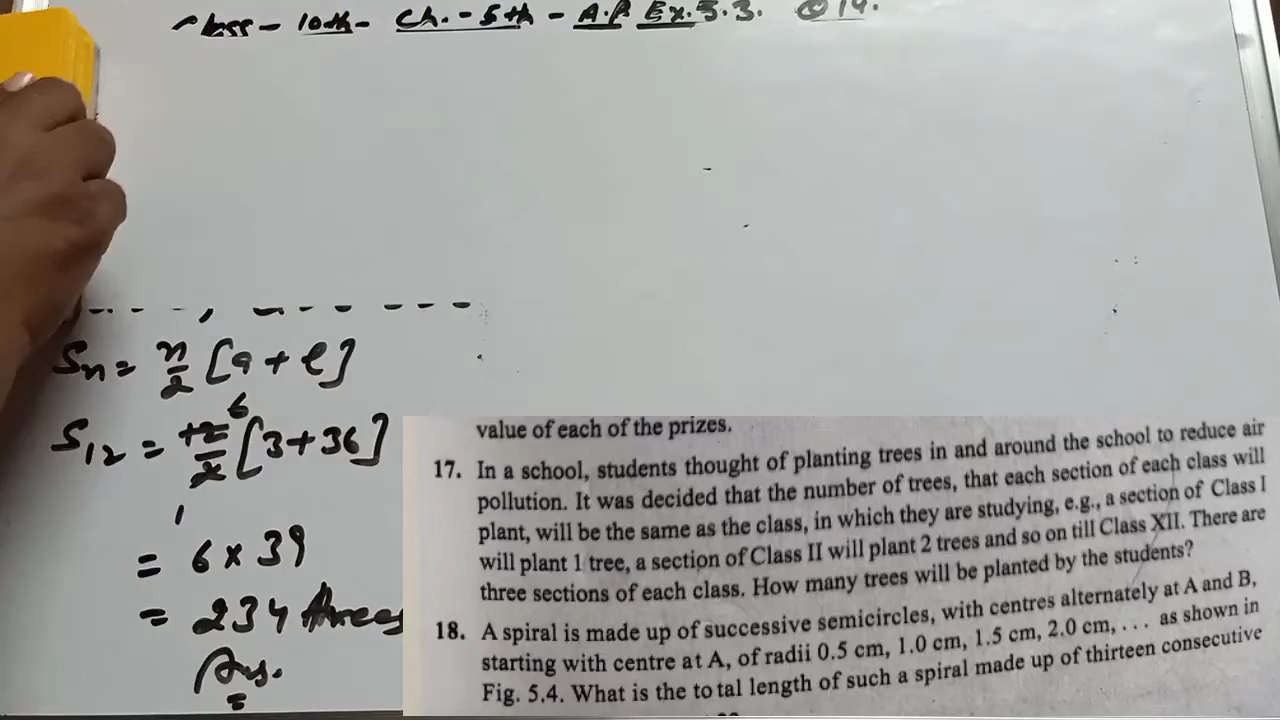 Class - 10th - Ch. - 5th - A.P Ex. 5.3.
Sn = n/2 [a + l]
S12 = 12/2 6 [3 + 36]
1
= 6 × 39
= 234 threes
Ans.
value of each of the prizes.
17. In a school, students thought of planting trees in and around the school to reduce air
pollution. It was decided that the number of trees, that each section of each class will
plant, will be the same as the class, in which they are studying, e.g., a section of Class I
will plant 1 tree, a section of Class II will plant 2 trees and so on till Class XII. There are
three sections of each class. How many trees will be planted by the students?
18. A spiral is made up of successive semicircles, with centres alternately at A and B,
starting with centre at A, of radii 0.5 cm, 1.0 cm, 1.5 cm, 2.0 cm, . . . as shown in
Fig. 5.4. What is the total length of such a spiral made up of thirteen consecutive